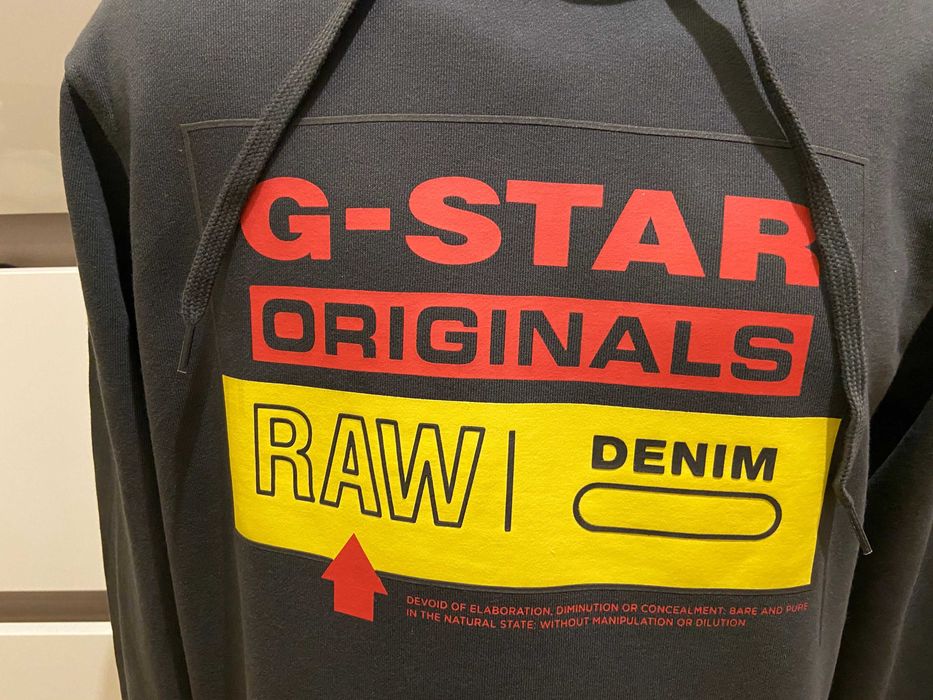 G-STAR
ORIGINALS
RAW | DENIM
DEVOID OF ELABORATION, DIMINUTION OR CONCEALMENT: BARE AND PURE
IN THE NATURAL STATE; WITHOUT MANIPULATION OR DILUTION